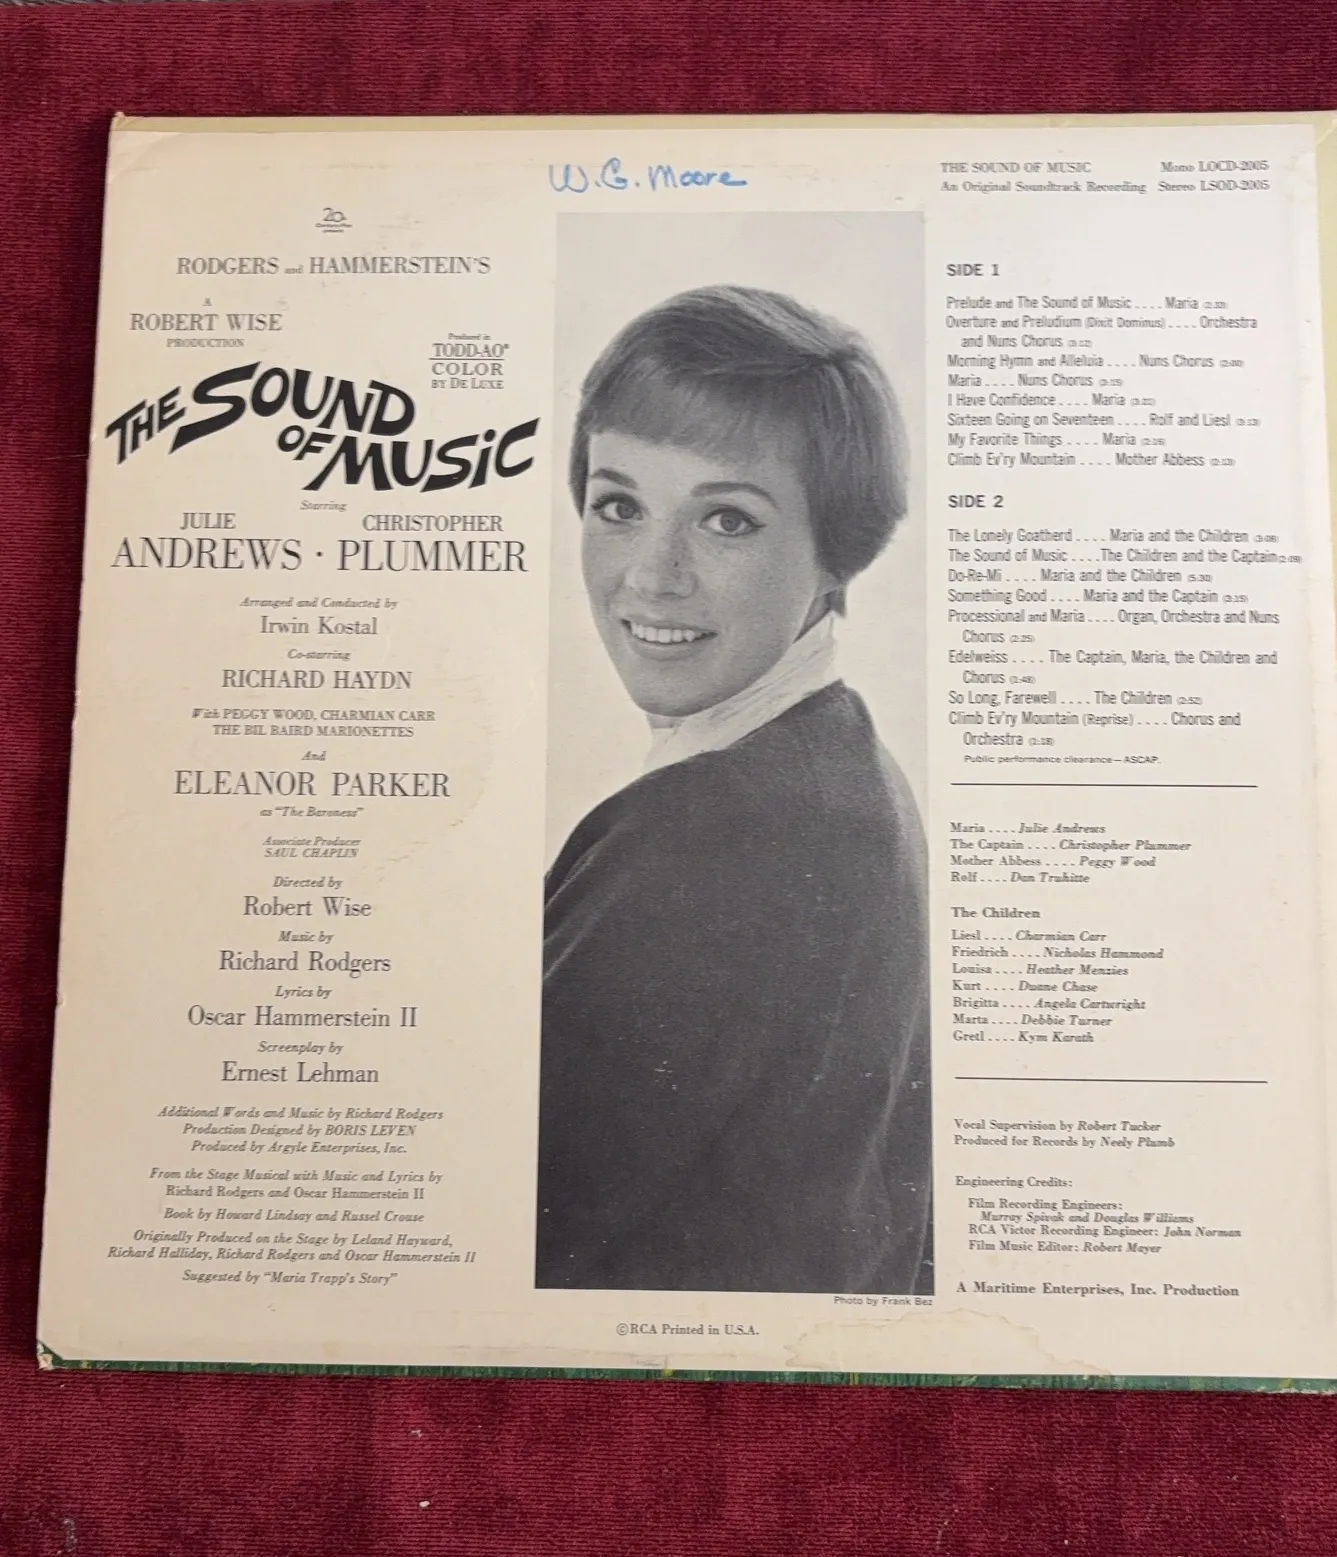 W. G. Moore
THE SOUND OF MUSIC Mono LOCD-2005
An Original Soundtrack Recording Stereo LSOD-2005
20th
Century-Fox
presents
RODGERS and HAMMERSTEIN'S
A
ROBERT WISE
PRODUCTION
Produced in
TODD-AO®
COLOR
BY DE LUXE
THE SOUND
OF MUSIC
Starring
JULIE CHRISTOPHER
ANDREWS · PLUMMER
Arranged and Conducted by
Irwin Kostal
Co-starring
RICHARD HAYDN
With PEGGY WOOD, CHARMIAN CARR
THE BIL BAIRD MARIONETTES
And
ELEANOR PARKER
as "The Baroness"
Associate Producer
SAUL CHAPLIN
Directed by
Robert Wise
Music by
Richard Rodgers
Lyrics by
Oscar Hammerstein II
Screenplay by
Ernest Lehman
Additional Words and Music by Richard Rodgers
Production Designed by BORIS LEVEN
Produced by Argyle Enterprises, Inc.
From the Stage Musical with Music and Lyrics by
Richard Rodgers and Oscar Hammerstein II
Book by Howard Lindsay and Russel Crouse
Originally Produced on the Stage by Leland Hayward,
Richard Halliday, Richard Rodgers and Oscar Hammerstein II
Suggested by "Maria Trapp's Story"
Photo by Frank Bez
©RCA Printed in U.S.A.
SIDE 1
Prelude and The Sound of Music .... Maria
Overture and Preludium (Dixit Dominus) .... Orchestra
and Nuns Chorus
Morning Hymn and Alleluia .... Nuns Chorus
Maria .... Nuns Chorus
I Have Confidence .... Maria
Sixteen Going on Seventeen .... Rolf and Liesl
My Favorite Things .... Maria
Climb Ev'ry Mountain .... Mother Abbess
SIDE 2
The Lonely Goatherd .... Maria and the Children
The Sound of Music ....The Children and the Captain
Do-Re-Mi .... Maria and the Children (5:30)
Something Good .... Maria and the Captain
Processional and Maria .... Organ, Orchestra and Nuns
Chorus (2:25)
Edelweiss .... The Captain, Maria, the Children and
Chorus
So Long, Farewell .... The Children (2:52)
Climb Ev'ry Mountain (Reprise) .... Chorus and
Orchestra
Public performance clearance—ASCAP.
Maria .... Julie Andrews
The Captain .... Christopher Plummer
Mother Abbess .... Peggy Wood
Rolf .... Dan Truhitte
The Children
Liesl .... Charmian Carr
Friedrich .... Nicholas Hammond
Louisa .... Heather Menzies
Kurt .... Duane Chase
Brigitta .... Angela Cartwright
Marta .... Debbie Turner
Gretl .... Kym Karath
Vocal Supervision by Robert Tucker
Produced for Records by Neely Plumb
Engineering Credits:
Film Recording Engineers:
Murray Spivak and Douglas Williams
RCA Victor Recording Engineer: John Norman
Film Music Editor: Robert Mayer
A Maritime Enterprises, Inc. Production